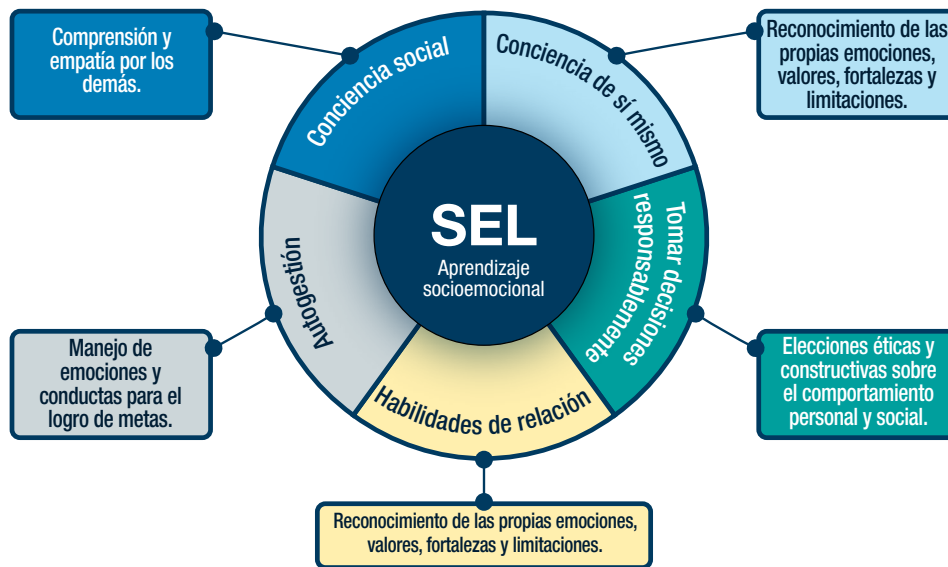 Comprensión y
empatía por los
demás.
Conciencia social
Conciencia de sí mismo
Reconocimiento de las
propias emociones,
valores, fortalezas y
limitaciones.
SEL
Aprendizaje
socioemocional
Autogestión
Tomar decisiones
responsablemente
Habilidades de relación
Manejo de
emociones y
conductas para el
logro de metas.
Elecciones éticas y
constructivas sobre
el comportamiento
personal y social.
Reconocimiento de las propias emociones,
valores, fortalezas y limitaciones.